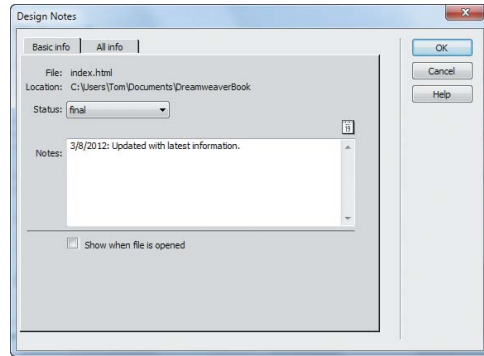 Design Notes
Basic info
All info
OK
Cancel
Help
File: index.html
Location: C:\Users\Tom\Documents\DreamweaverBook
Status: final
19
Notes: 3/8/2012: Updated with latest information.
Show when file is opened